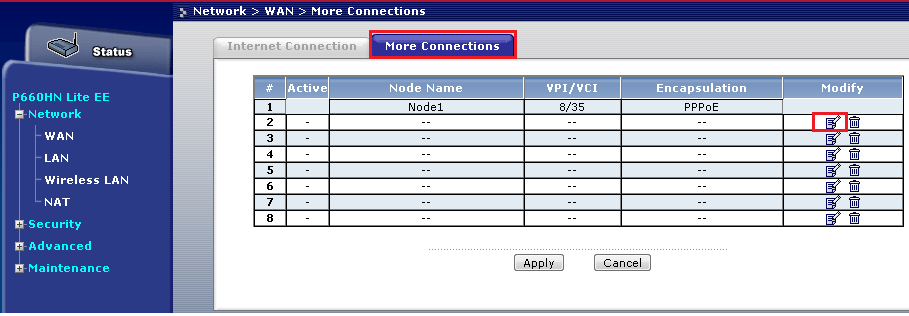 Network > WAN > More Connections
Status
Internet Connection More Connections
P660HN Lite EE
Network
WAN
LAN
Wireless LAN
NAT
Security
Advanced
Maintenance
# Active Node Name VPI/VCI Encapsulation Modify
1 Node1 8/35 PPPoE
2 - -- -- --
3 - -- -- --
4 - -- -- --
5 - -- -- --
6 - -- -- --
7 - -- -- --
8 - -- -- --
Apply Cancel